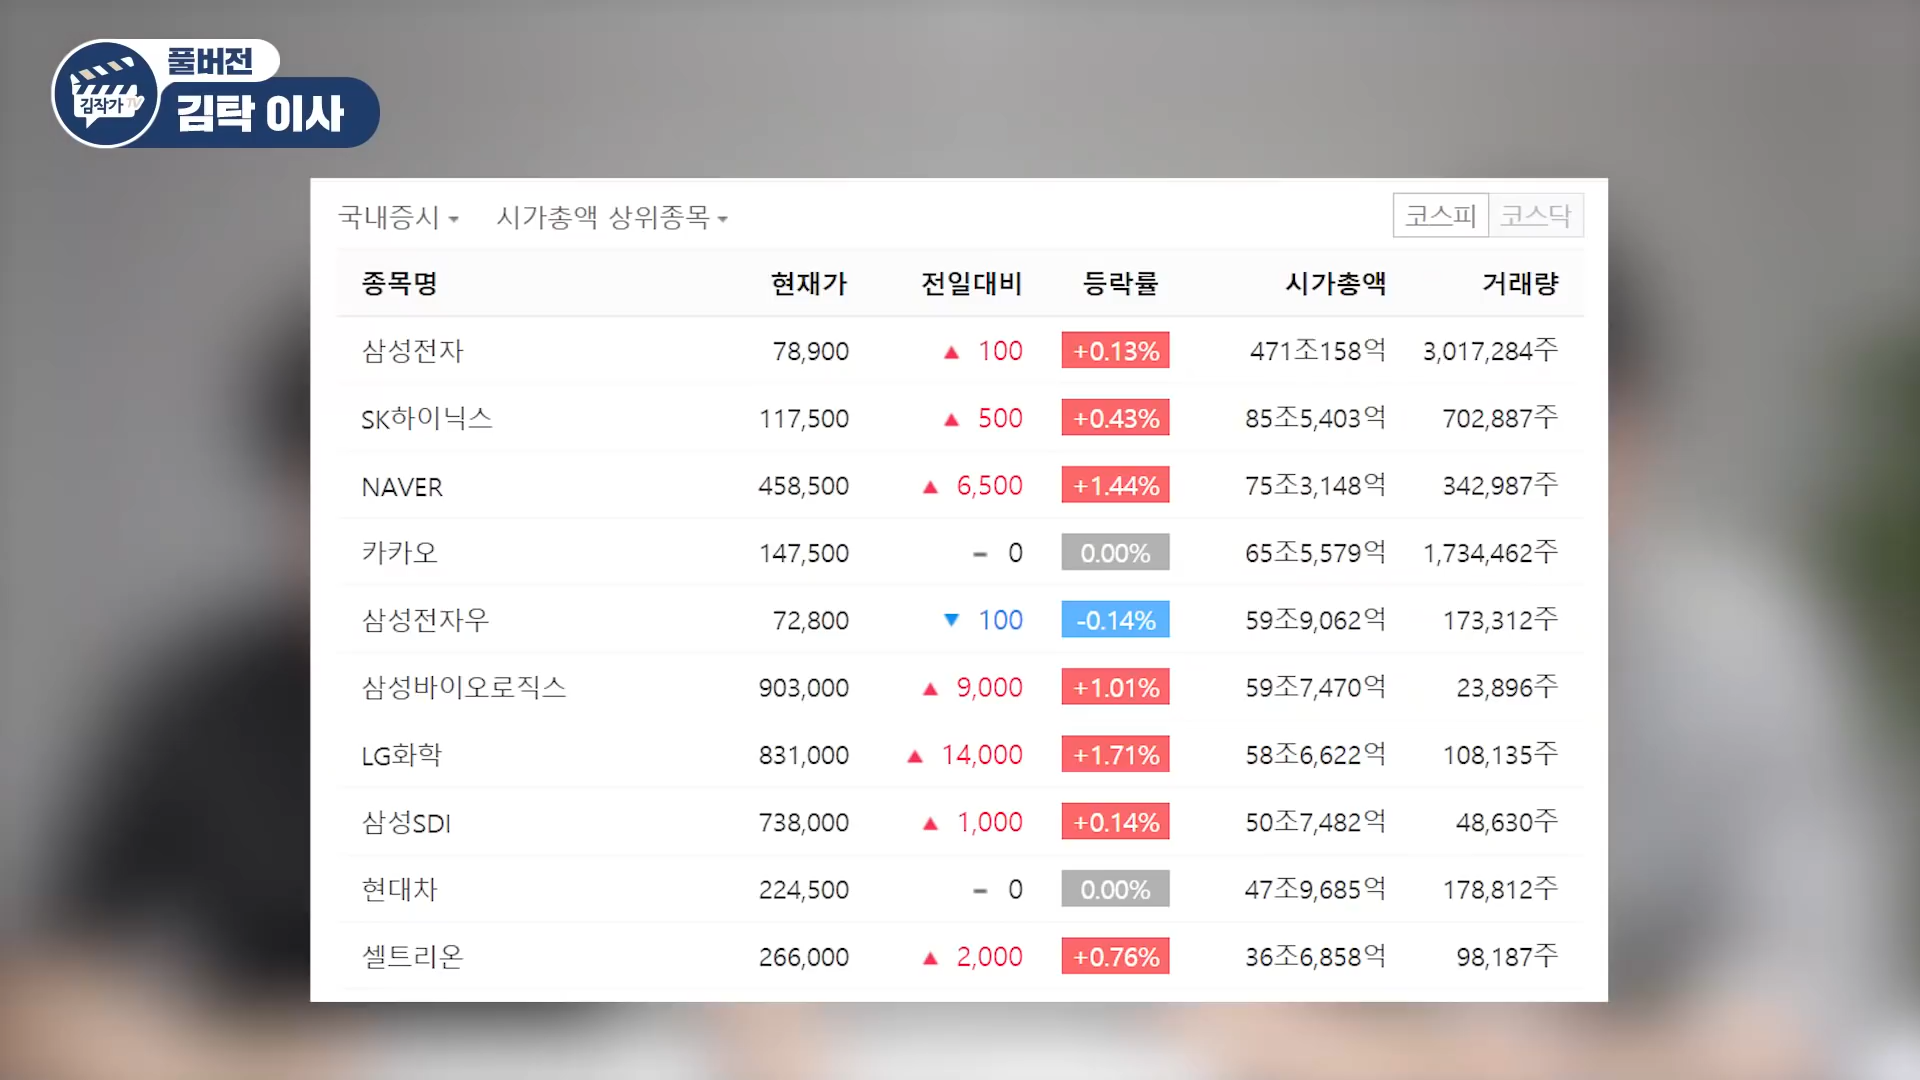 풀버전
김작가 TV
김탁 이사
국내증시 시가총액 상위종목 코스피 코스닥
종목명 현재가 전일대비 등락률 시가총액 거래량
삼성전자 78,900 ▲ 100 +0.13% 471조158억 3,017,284주
SK하이닉스 117,500 ▲ 500 +0.43% 85조5,403억 702,887주
NAVER 458,500 ▲ 6,500 +1.44% 75조3,148억 342,987주
카카오 147,500 - 0 0.00% 65조5,579억 1,734,462주
삼성전자우 72,800 ▼ 100 -0.14% 59조9,062억 173,312주
삼성바이오로직스 903,000 ▲ 9,000 +1.01% 59조7,470억 23,896주
LG화학 831,000 ▲ 14,000 +1.71% 58조6,622억 108,135주
삼성SDI 738,000 ▲ 1,000 +0.14% 50조7,482억 48,630주
현대차 224,500 - 0 0.00% 47조9,685억 178,812주
셀트리온 266,000 ▲ 2,000 +0.76% 36조6,858억 98,187주